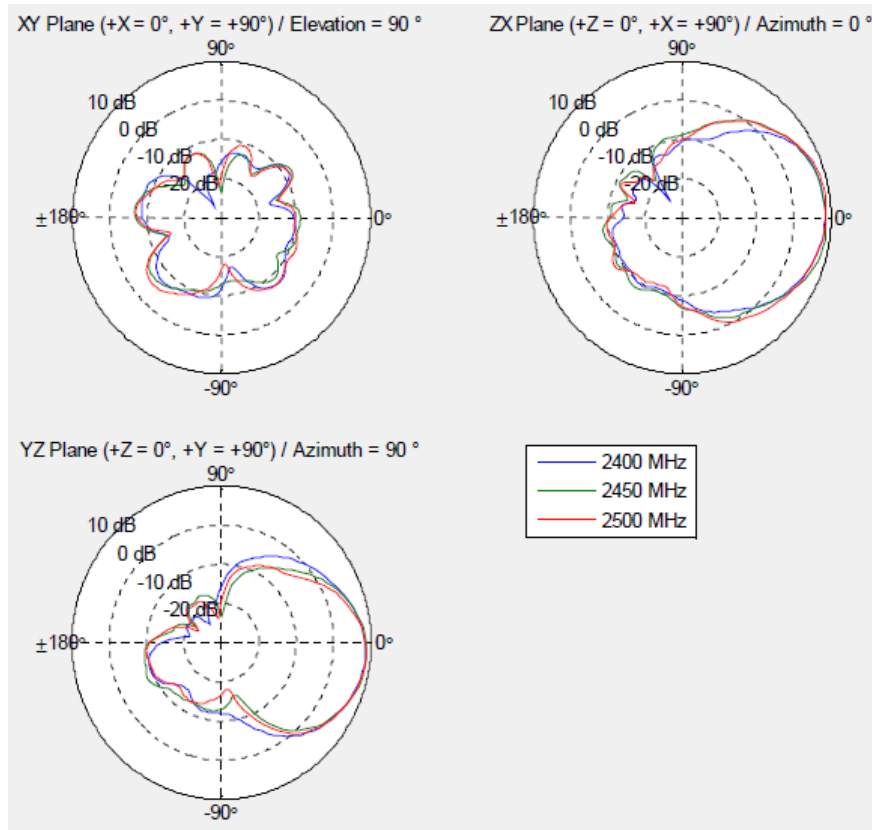 XY Plane (+X = 0°, +Y = +90°) / Elevation = 90 °
90°
10 dB
0 dB
-10 dB
-20 dB
±180°
0°
-90°
ZX Plane (+Z = 0°, +X = +90°) / Azimuth = 0 °
90°
10 dB
0 dB
-10 dB
-20 dB
±180°
0°
-90°
YZ Plane (+Z = 0°, +Y = +90°) / Azimuth = 90 °
90°
10 dB
0 dB
-10 dB
-20 dB
±180°
0°
-90°
2400 MHz
2450 MHz
2500 MHz